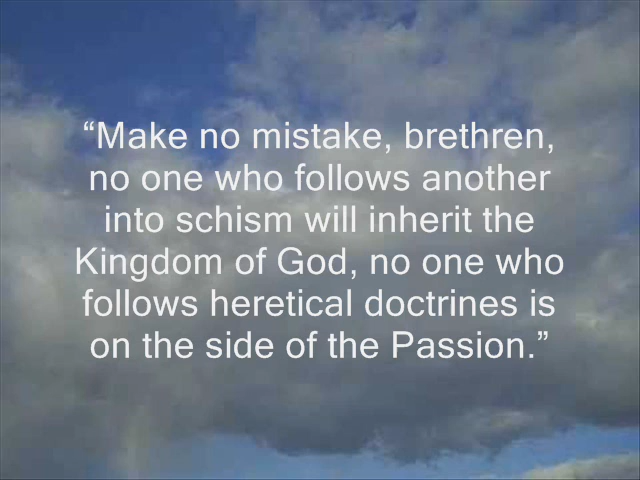 “Make no mistake, brethren,
no one who follows another
into schism will inherit the
Kingdom of God, no one who
follows heretical doctrines is
on the side of the Passion.”